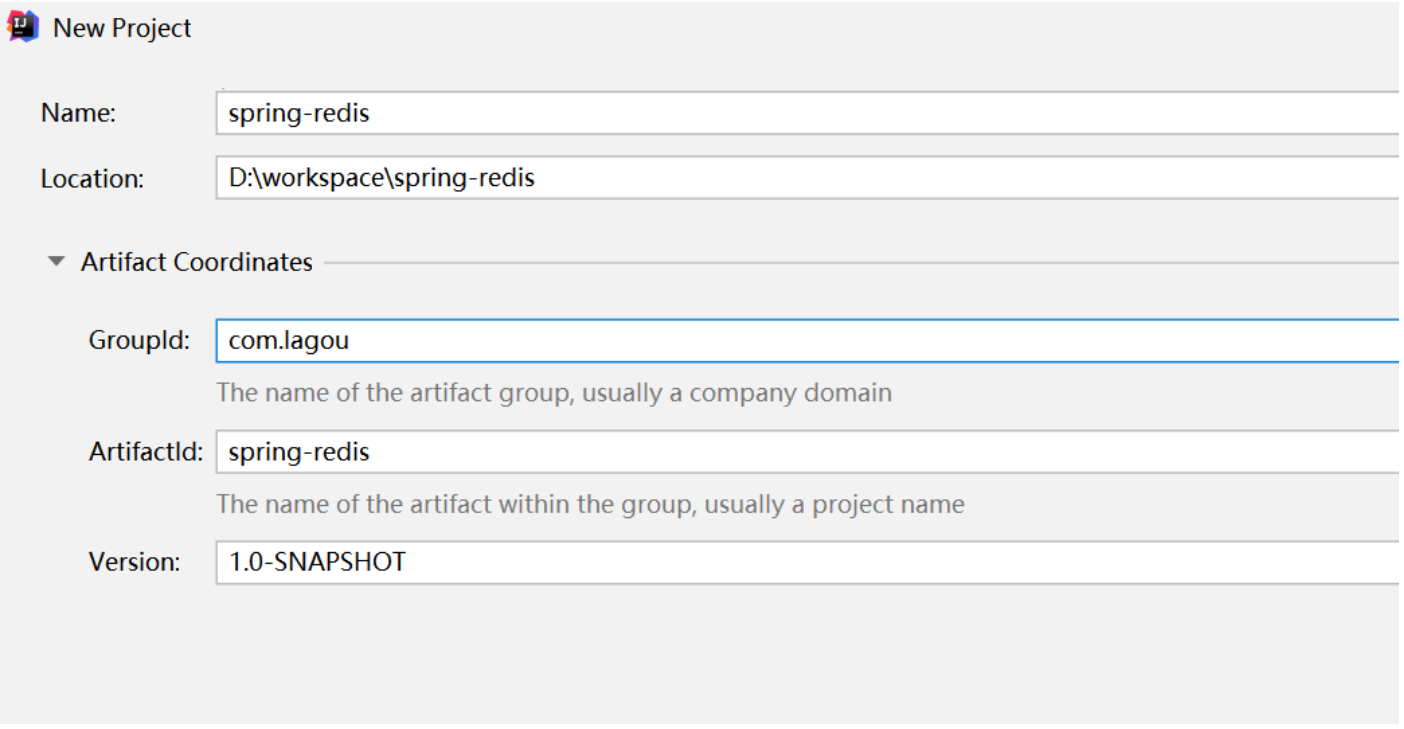 New Project
Name: spring-redis
Location: D:\workspace\spring-redis
Artifact Coordinates
GroupId: com.lagou
The name of the artifact group, usually a company domain
ArtifactId: spring-redis
The name of the artifact within the group, usually a project name
Version: 1.0-SNAPSHOT